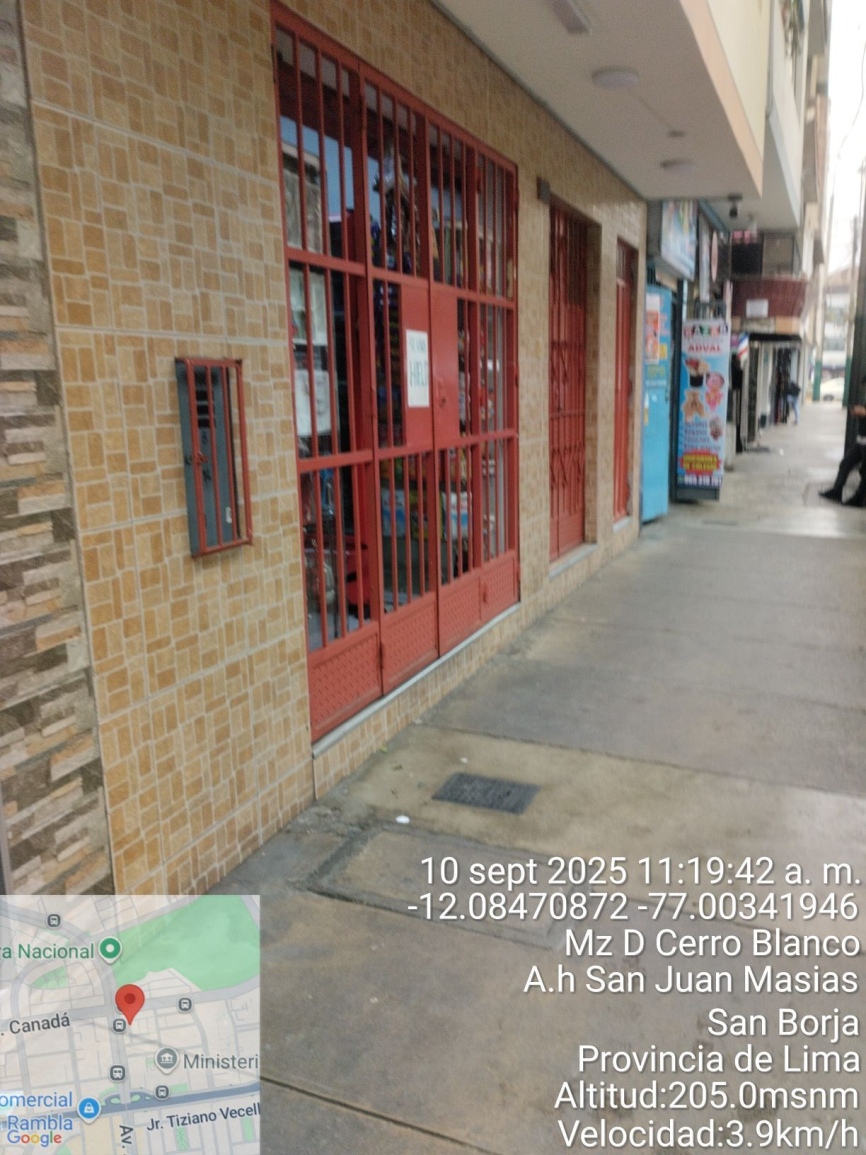 HELP
ADVAL
10 sept 2025 11:19:42 a. m.
-12.08470872 -77.00341946
Mz D Cerro Blanco
A.h San Juan Masias
San Borja
Provincia de Lima
Altitud:205.0msnm
Velocidad:3.9km/h
a Nacional
. Canadá
Ministeri
omercial
Rambla
Google
Av.
Jr. Tiziano Vecell